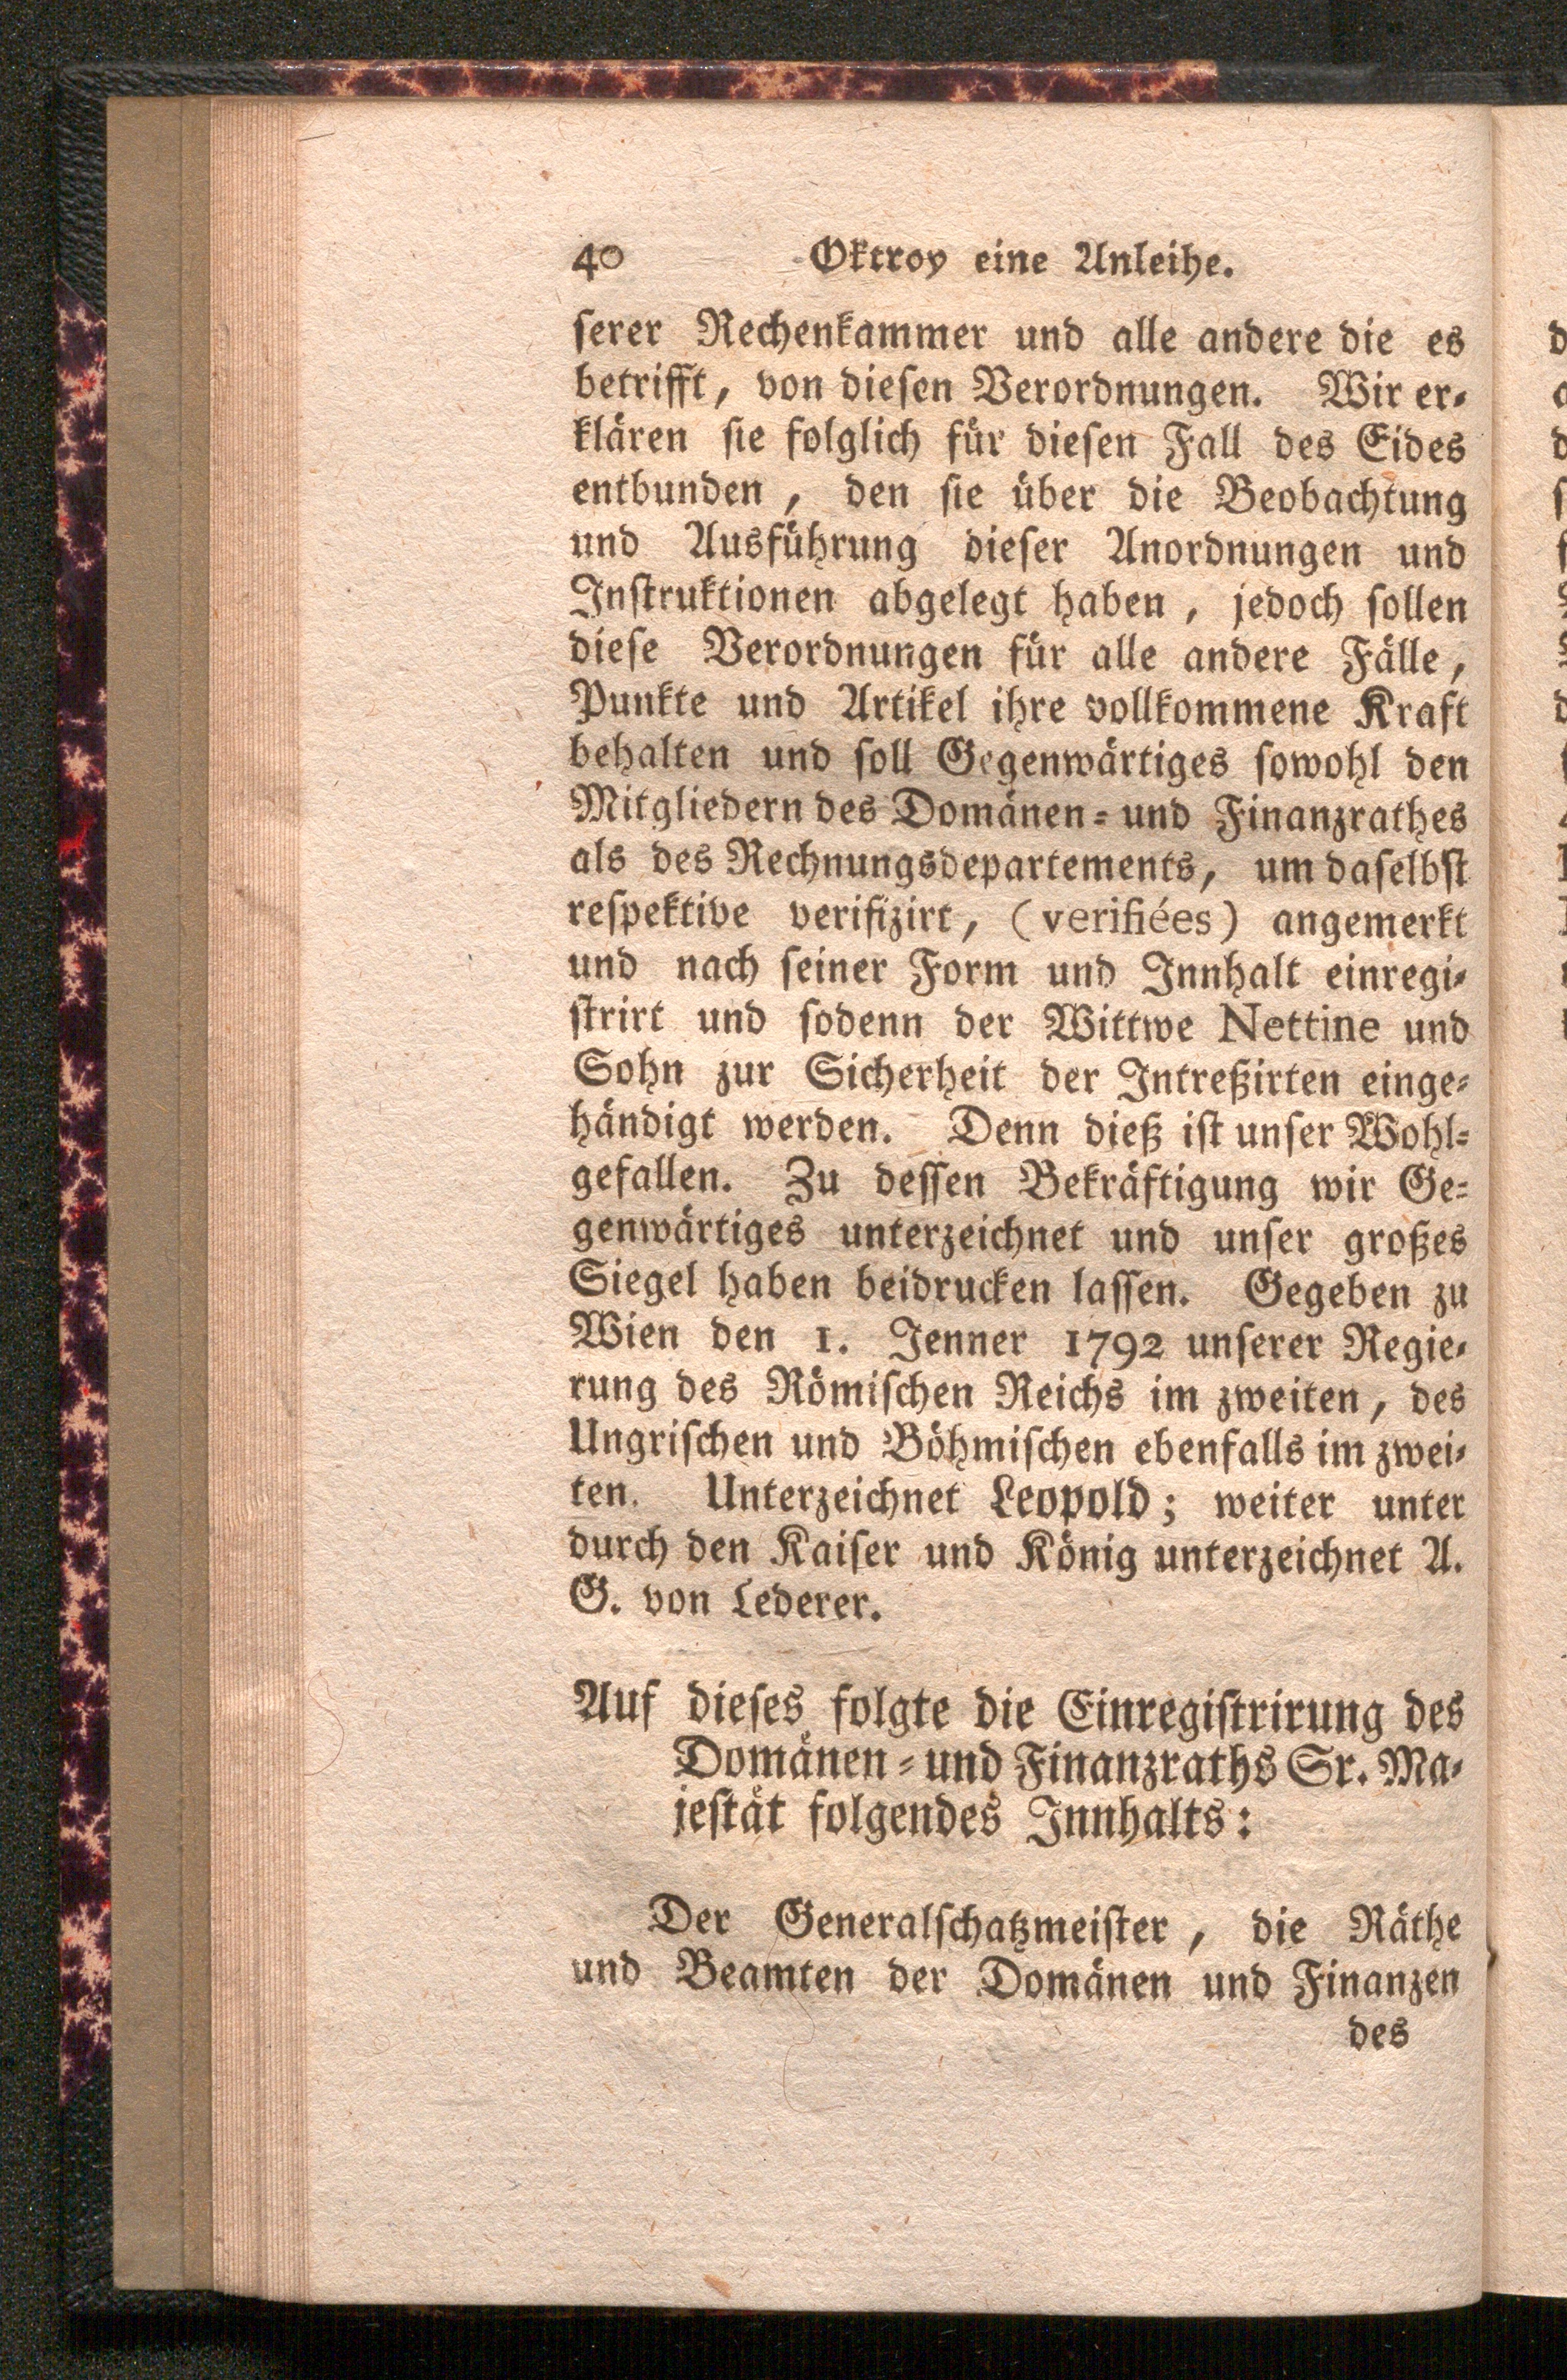 40 Oktroy eine Anleihe.
serer Rechenkammer und alle andere die es
betrifft, von diesen Verordnungen. Wir er-
klären sie folglich für diesen Fall des Eides
entbunden, den sie über die Beobachtung
und Ausführung dieser Anordnungen und
Instruktionen abgelegt haben, jedoch sollen
diese Verordnungen für alle andere Fälle,
Punkte und Artikel ihre vollkommene Kraft
behalten und soll Gegenwärtiges sowohl den
Mitgliedern des Domänen- und Finanzrathes
als des Rechnungsdepartements, um daselbst
respektive verifizirt, (verifiées) angemerkt
und nach seiner Form und Innhalt einregi-
strirt und sodenn der Wittwe Nettine und
Sohn zur Sicherheit der Intreßirten einge-
händigt werden. Denn dieß ist unser Wohl-
gefallen. Zu dessen Bekräftigung wir Ge-
genwärtiges unterzeichnet und unser großes
Siegel haben beidrucken lassen. Gegeben zu
Wien den 1. Jenner 1792 unserer Regie-
rung des Römischen Reichs im zweiten, des
Ungrischen und Böhmischen ebenfalls im zwei-
ten. Unterzeichnet Leopold; weiter unter
durch den Kaiser und König unterzeichnet A.
G. von Lederer.
Auf dieses folgte die Einregistrirung des
Domänen- und Finanzraths Sr. Ma-
jestät folgendes Innhalts:
Der Generalschatzmeister, die Räthe
und Beamten der Domänen und Finanzen
des